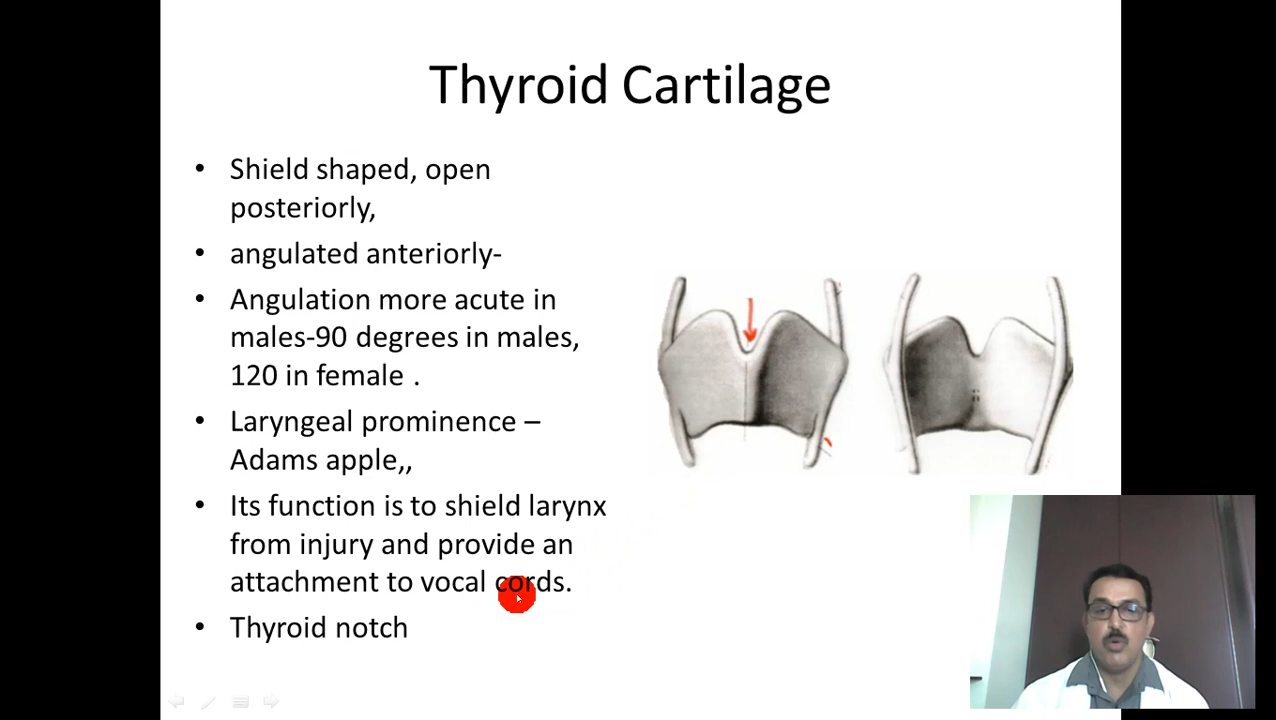 Thyroid Cartilage
• Shield shaped, open
posteriorly,
• angulated anteriorly-
• Angulation more acute in
males-90 degrees in males,
120 in female .
• Laryngeal prominence –
Adams apple,,
• Its function is to shield larynx
from injury and provide an
attachment to vocal cords.
• Thyroid notch